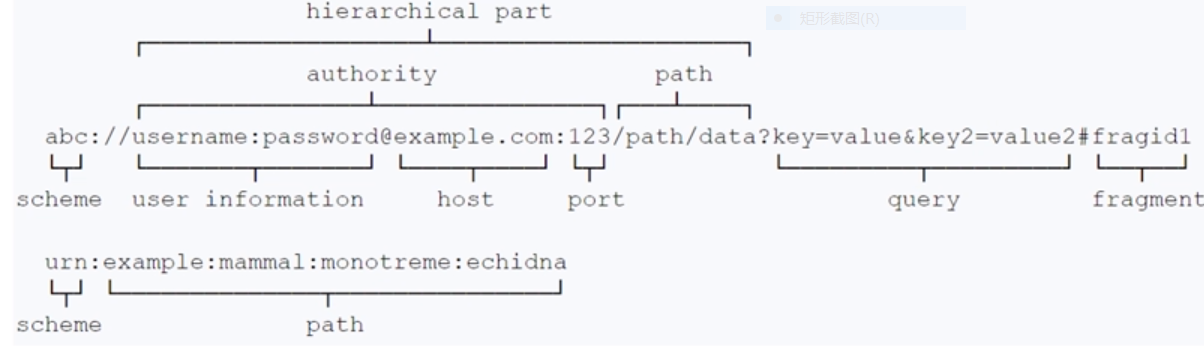 矩形截图(R)
hierarchical part
authority path
abc://username:password@example.com:123/path/data?key=value&key2=value2#fragid1
scheme user information host port query fragment
urn:example:mammal:monotreme:echidna
scheme path